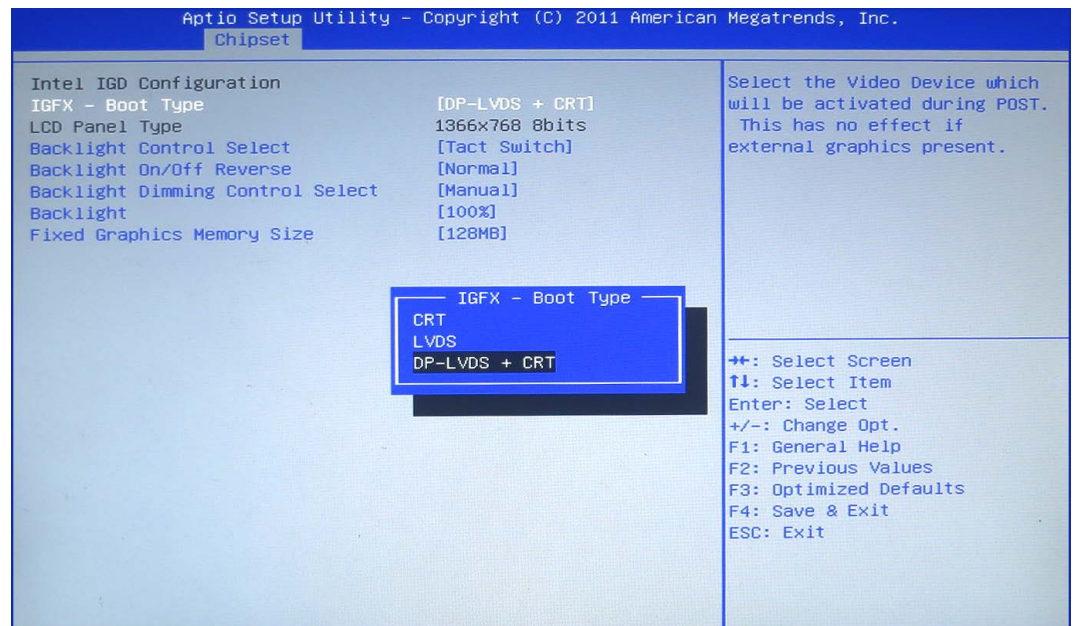 Aptio Setup Utility – Copyright (C) 2011 American Megatrends, Inc.
Chipset
Intel IGD Configuration
IGFX – Boot Type [DP-LVDS + CRT]
LCD Panel Type 1366x768 8bits
Backlight Control Select [Tact Switch]
Backlight On/Off Reverse [Normal]
Backlight Dimming Control Select [Manual]
Backlight [100%]
Fixed Graphics Memory Size [128MB]
IGFX – Boot Type
CRT
LVDS
DP-LVDS + CRT
Select the Video Device which
will be activated during POST.
This has no effect if
external graphics present.
→←: Select Screen
↑↓: Select Item
Enter: Select
+/-: Change Opt.
F1: General Help
F2: Previous Values
F3: Optimized Defaults
F4: Save & Exit
ESC: Exit